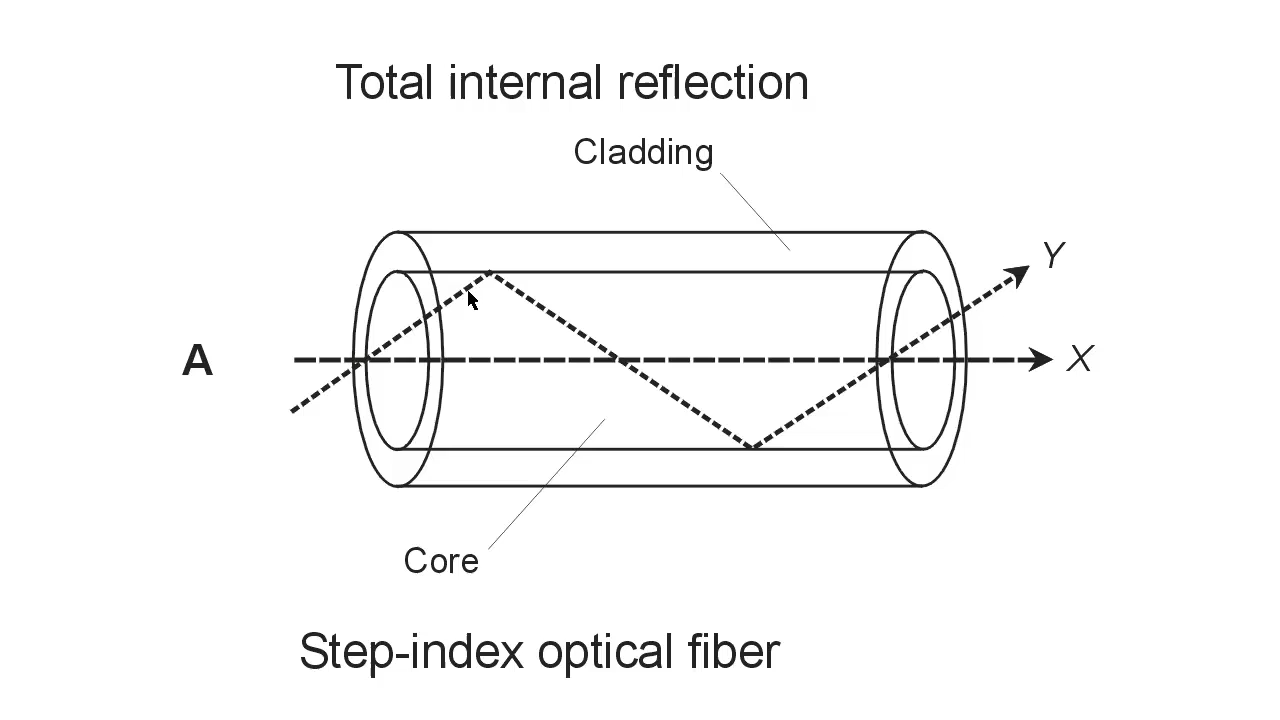 Total internal reflection
Cladding
Y
A
X
Core
Step-index optical fiber